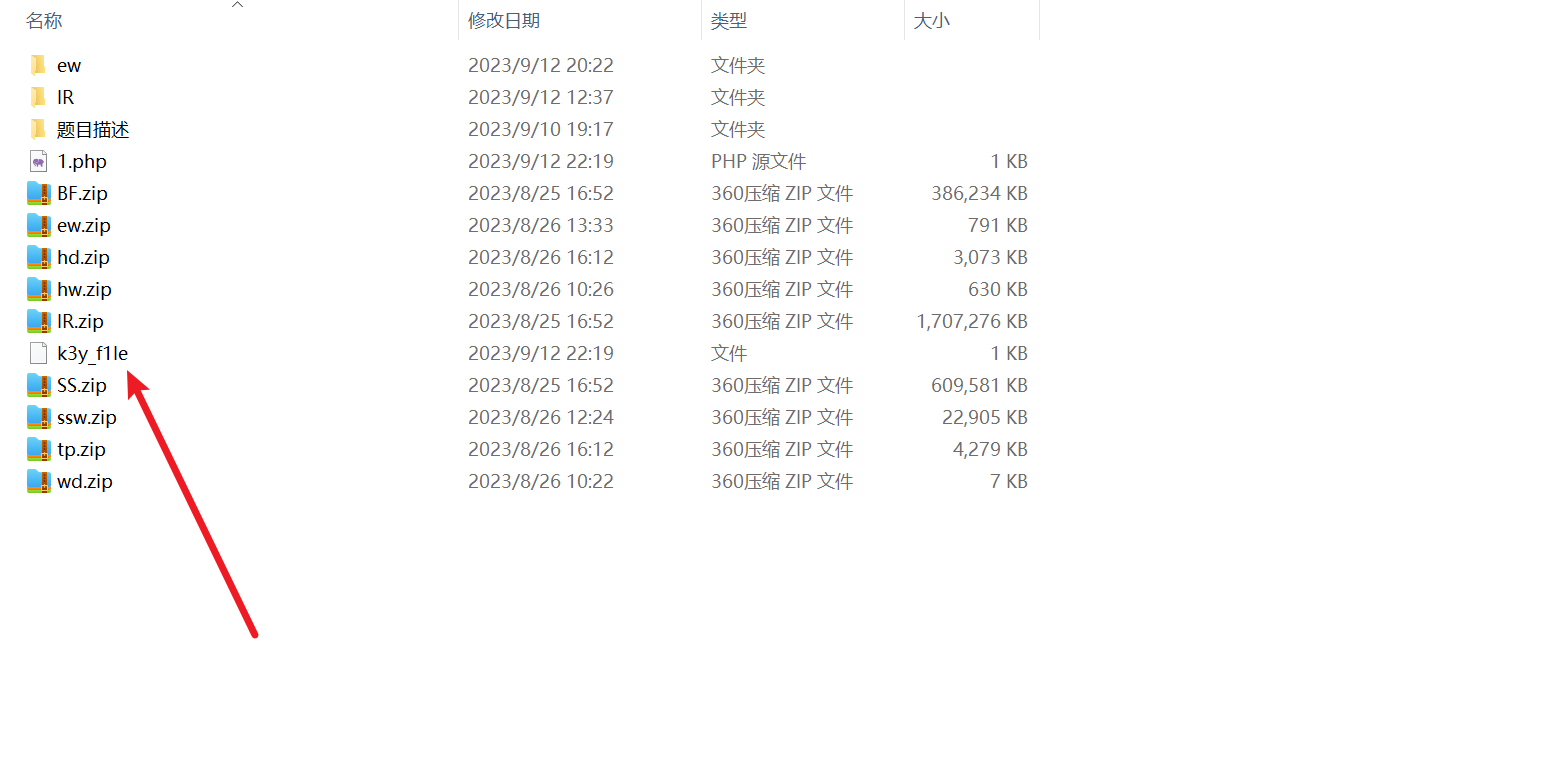 名称 修改日期 类型 大小
ew 2023/9/12 20:22 文件夹
IR 2023/9/12 12:37 文件夹
题目描述 2023/9/10 19:17 文件夹
1.php 2023/9/12 22:19 PHP 源文件 1 KB
BF.zip 2023/8/25 16:52 360压缩 ZIP 文件 386,234 KB
ew.zip 2023/8/26 13:33 360压缩 ZIP 文件 791 KB
hd.zip 2023/8/26 16:12 360压缩 ZIP 文件 3,073 KB
hw.zip 2023/8/26 10:26 360压缩 ZIP 文件 630 KB
IR.zip 2023/8/25 16:52 360压缩 ZIP 文件 1,707,276 KB
k3y_f1le 2023/9/12 22:19 文件 1 KB
SS.zip 2023/8/25 16:52 360压缩 ZIP 文件 609,581 KB
ssw.zip 2023/8/26 12:24 360压缩 ZIP 文件 22,905 KB
tp.zip 2023/8/26 16:12 360压缩 ZIP 文件 4,279 KB
wd.zip 2023/8/26 10:22 360压缩 ZIP 文件 7 KB